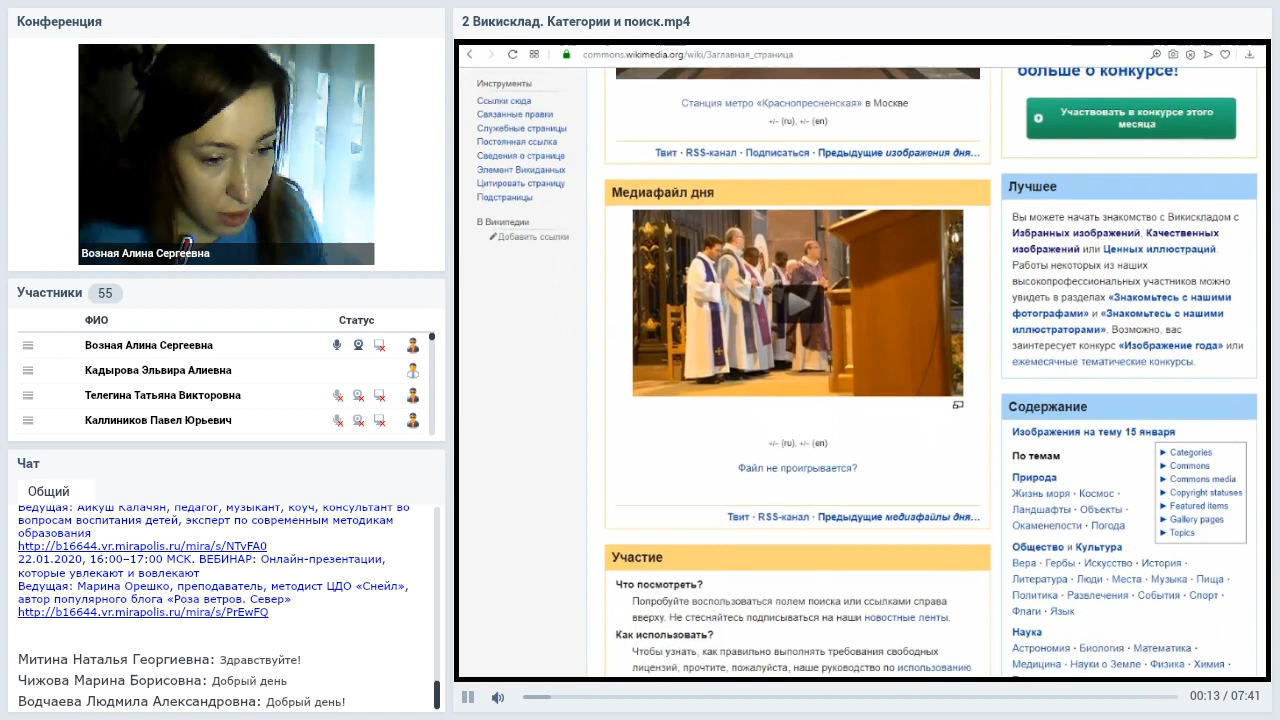 Конференция
Возная Алина Сергеевна
Участники 55
ФИО Статус
Возная Алина Сергеевна
Кадырова Эльвира Алиевна
Телегина Татьяна Викторовна
Каллиников Павел Юрьевич
Чат
Общий
Ведущая: Айкуш Калачян, педагог, музыкант, коуч, консультант во
вопросам воспитания детей, эксперт по современным методикам
образования
http://b16644.vr.mirapolis.ru/mira/s/NTvFA0
22.01.2020, 16:00–17:00 МСК. ВЕБИНАР: Онлайн-презентации,
которые увлекают и вовлекают
Ведущая: Марина Орешко, преподаватель, методист ЦДО «Снейл»,
автор популярного блога «Роза ветров. Север»
http://b16644.vr.mirapolis.ru/mira/s/PrEwFQ
Митина Наталья Георгиевна: Здравствуйте!
Чижова Марина Борисовна: Добрый день
Водчаева Людмила Александровна: Добрый день!
2 Викисклад. Категории и поиск.mp4
commons.wikimedia.org/wiki/Заглавная_страница
Инструменты
Ссылки сюда
Связанные правки
Служебные страницы
Постоянная ссылка
Сведения о странице
Элемент Викиданных
Цитировать страницу
Подстраницы
В Википедии
Добавить ссылки
Станция метро «Краснопресненская» в Москве
+/− (ru), +/− (en)
Твит · RSS-канал · Подписаться · Предыдущие изображения дня...
Медиафайл дня
+/− (ru), +/− (en)
Файл не проигрывается?
Твит · RSS-канал · Предыдущие медиафайлы дня...
Участие
Что посмотреть?
Попробуйте воспользоваться полем поиска или ссылками справа
вверху. Не стесняйтесь подписываться на наши новостные ленты.
Как использовать?
Чтобы узнать, как правильно выполнять требования свободных
лицензий, прочтите, пожалуйста, наше руководство по использованию
больше о конкурсе!
Участвовать в конкурсе этого
месяца
Лучшее
Вы можете начать знакомство с Викискладом с
Избранных изображений, Качественных
изображений или Ценных иллюстраций.
Работы некоторых из наших
высокопрофессиональных участников можно
увидеть в разделах «Знакомьтесь с нашими
фотографами» и «Знакомьтесь с нашими
иллюстраторами». Возможно, вас
заинтересует конкурс «Изображение года» или
ежемесячные тематические конкурсы.
Содержание
Изображения на тему 15 января
По темам
Природа
Жизнь моря · Космос ·
Ландшафты · Объекты ·
Окаменелости · Погода
Categories
Commons
Commons media
Copyright statuses
Featured items
Gallery pages
Topics
Общество и Культура
Вера · Гербы · Искусство · История ·
Литература · Люди · Места · Музыка · Пища ·
Политика · Развлечения · События · Спорт ·
Флаги · Язык
Наука
Астрономия · Биология · Математика ·
Медицина · Науки о Земле · Физика · Химия ·
00:13 / 07:41